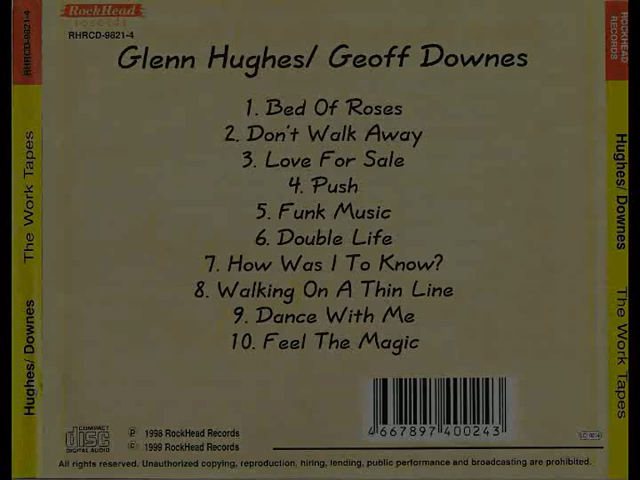 RockHead
records
RHRCD-9821-4
RHRCD-9821-4
ROCKHEAD
RECORDS
Glenn Hughes/ Geoff Downes
1. Bed Of Roses
2. Don't Walk Away
3. Love For Sale
4. Push
5. Funk Music
6. Double Life
7. How Was I To Know?
8. Walking On A Thin Line
9. Dance With Me
10. Feel The Magic
Hughes/ Downes The Work Tapes
Hughes/ Downes The Work Tapes
COMPACT
disc
DIGITAL AUDIO
℗ 1998 RockHead Records
© 1999 RockHead Records
4 667897 400243
All rights reserved. Unauthorized copying, reproduction, hiring, lending, public performance and broadcasting are prohibited.